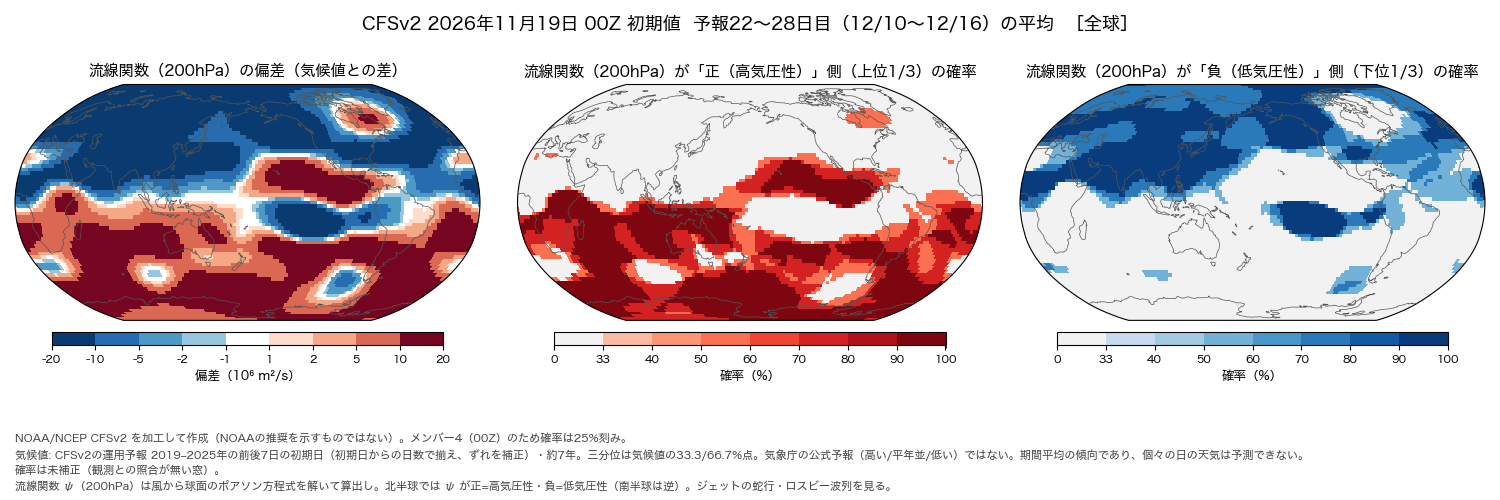 CFSv2 2026年11月19日 00Z 初期値 予報22～28日目（12/10～12/16）の平均 ［全球］
流線関数（200hPa）の偏差（気候値との差）
流線関数（200hPa）が「正（高気圧性）」側（上位1/3）の確率
流線関数（200hPa）が「負（低気圧性）」側（下位1/3）の確率
-20 -10 -5 -2 -1 1 2 5 10 20
偏差（10⁶ m²/s）
0 33 40 50 60 70 80 90 100
確率（%）
0 33 40 50 60 70 80 90 100
確率（%）
NOAA/NCEP CFSv2 を加工して作成（NOAAの推奨を示すものではない）。メンバー4（00Z）のため確率は25%刻み。
気候値: CFSv2の運用予報 2019–2025年の前後7日の初期日（初期日からの日数で揃え、ずれを補正）・約7年。三分位は気候値の33.3/66.7%点。気象庁の公式予報（高い/平年並/低い）ではない。期間平均の傾向であり、個々の日の天気は予測できない。
確率は未補正（観測との照合が無い窓）。
流線関数 ψ（200hPa）は風から球面のポアソン方程式を解いて算出し。北半球では ψ が正=高気圧性・負=低気圧性（南半球は逆）。ジェットの蛇行・ロスビー波列を見る。